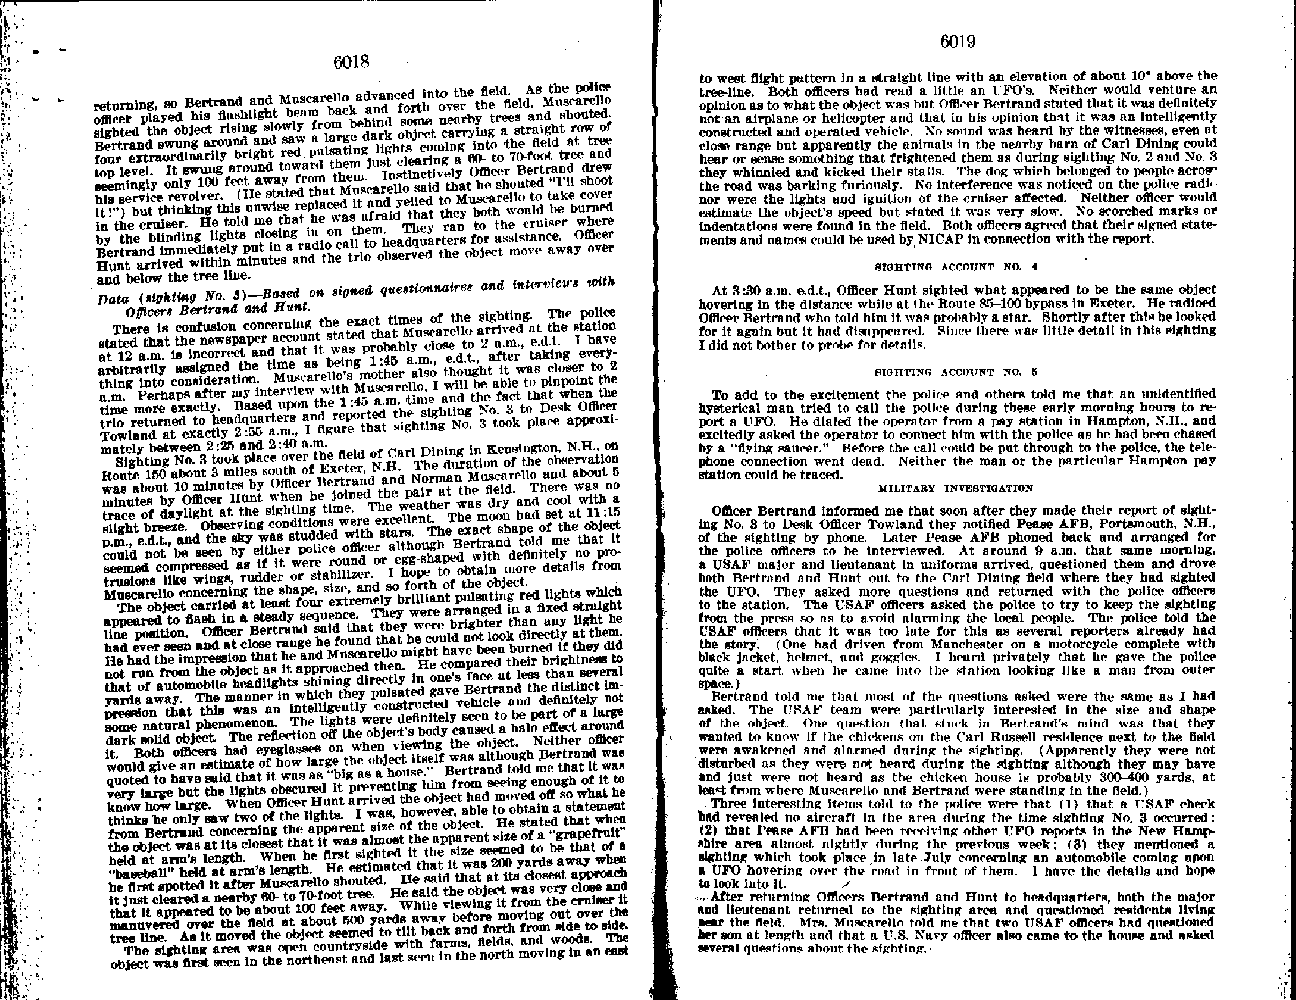 6018
returning, so Bertrand and Muscarello advanced into the field. As the police
officer played his flashlight beam back and forth over the field. Muscarello
sighted the object rising slowly from behind some nearby trees and shouted.
Bertrand swung around and saw a large dark object carrying a straight row of
four extraordinarily bright red pulsating lights coming into the field at tree
top level. It swung around toward them just clearing a 60- to 70-foot tree and
seemingly only 100 feet away from them. Instinctively Officer Bertrand drew
his service revolver. (He stated that Muscarello said that he shouted "I'll shoot
it!") but thinking this unwise replaced it and yelled to Muscarello to take cover
in the cruiser. He told me that he was afraid that they both would be burned
by the blinding lights closing in on them. They ran to the cruiser where
Bertrand immediately put in a radio call to headquarters for assistance. Officer
Hunt arrived within minutes and the trio observed the object move away over
and below the tree line.
Data (sighting No. 3)—Based on signed questionnaires and interviews with
Officers Bertrand and Hunt.
There is confusion concerning the exact times of the sighting. The police
stated that the newspaper account stated that Muscarello arrived at the station
at 12 a.m. is incorrect and that it was probably close to 2 a.m., e.d.t. I have
arbitrarily assigned the time as being 1:45 a.m., e.d.t., after taking every-
thing into consideration. Muscarello's mother also thought it was closer to 2
a.m. Perhaps after my interview with Muscarello, I will be able to pinpoint the
time more exactly. Based upon the 1:45 a.m. time and the fact that when the
trio returned to headquarters and reported the sighting No. 3 to Desk Officer
Towland at exactly 2:55 a.m., I figure that sighting No. 3 took place approxi-
mately between 2:25 and 2:40 a.m.
Sighting No. 3 took place over the field of Carl Dining in Kensington, N.H., on
Route 150 about 3 miles south of Exeter, N.H. The duration of the observation
was about 10 minutes by Officer Bertrand and Norman Muscarello and about 5
minutes by Officer Hunt when he joined the pair at the field. There was no
trace of daylight at the sighting time. The weather was dry and cool with a
slight breeze. Observing conditions were excellent. The moon had set at 11:15
p.m., e.d.t., and the sky was studded with stars. The exact shape of the object
could not be seen by either police officer although Bertrand told me that it
seemed compressed as if it were round or egg-shaped with definitely no pro-
trusions like wings, rudder or stabilizer. I hope to obtain more details from
Muscarello concerning the shape, size, and so forth of the object.
The object carried at least four extremely brilliant pulsating red lights which
appeared to flash in a steady sequence. They were arranged in a fixed straight
line position. Officer Bertrand said that they were brighter than any light he
had ever seen and at close range he found that he could not look directly at them.
He had the impression that he and Muscarello might have been burned if they did
not run from the object as it approached then. He compared their brightness to
that of automobile headlights shining directly in one's face at less than several
yards away. The manner in which they pulsated gave Bertrand the distinct im-
pression that this was an intelligently constructed vehicle and definitely not
some natural phenomenon. The lights were definitely seen to be part of a large
dark solid object. The reflection off the object's body caused a halo effect around
it. Both officers had eyeglasses on when viewing the object. Neither officer
would give an estimate of how large the object itself was although Bertrand was
quoted to have said that it was as "big as a house." Bertrand told me that it was
very large but the lights obscured it preventing him from seeing enough of it to
know how large. When Officer Hunt arrived the object had moved off so what he
thinks he only saw two of the lights. I was, however, able to obtain a statement
from Bertrand concerning the apparent size of the object. He stated that when
the object was at its closest that it was almost the apparent size of a "grapefruit"
held at arm's length. When he first sighted it the size seemed to be that of a
"baseball" held at arm's length. He estimated that it was 200 yards away when
he first spotted it after Muscarello shouted. He said that at its closest approach
it just cleared a nearby 60- to 70-foot tree. He said the object was very close and
that it appeared to be about 100 feet away. While viewing it from the cruiser it
manuvered over the field at about 500 yards away before moving out over the
tree line. As it moved the object seemed to tilt back and forth from side to side.
The sighting area was open countryside with farms, fields, and woods. The
object was first seen in the northeast and last seen in the north moving in an east
6019
to west flight pattern in a straight line with an elevation of about 10° above the
tree-line. Both officers had read a little an UFO's. Neither would venture an
opinion as to what the object was but Officer Bertrand stated that it was definitely
not an airplane or helicopter and that in his opinion that it was an intelligently
constructed and operated vehicle. No sound was heard by the witnesses, even at
close range but apparently the animals in the nearby barn of Carl Dining could
hear or sense something that frightened them as during sighting No. 2 and No. 3
they whinnied and kicked their stalls. The dog which belonged to people across
the road was barking furiously. No interference was noticed on the police radi-
nor were the lights and ignition of the cruiser affected. Neither officer would
estimate the object's speed but stated it was very slow. No scorched marks or
indentations were found in the field. Both officers agreed that their signed state-
ments and names could be used by NICAP in connection with the report.
SIGHTING ACCOUNT NO. 4
At 3:30 a.m. e.d.t., Officer Hunt sighted what appeared to be the same object
hovering in the distance while at the Route 85-100 bypass in Exeter. He radioed
Officer Bertrand who told him it was probably a star. Shortly after this he looked
for it again but it had disappeared. Since there was little detail in this sighting
I did not bother to probe for details.
SIGHTING ACCOUNT NO. 5
To add to the excitement the police and others told me that an unidentified
hysterical man tried to call the police during these early morning hours to re-
port a UFO. He dialed the operator from a pay station in Hampton, N.H., and
excitedly asked the operator to connect him with the police as he had been chased
by a "flying saucer." Before the call could be put through to the police, the tele-
phone connection went dead. Neither the man or the particular Hampton pay
station could be traced.
MILITARY INVESTIGATION
Officer Bertrand informed me that soon after they made their report of sight-
ing No. 3 to Desk Officer Towland they notified Pease AFB, Portsmouth, N.H.,
of the sighting by phone. Later Pease AFB phoned back and arranged for
the police officers to be interviewed. At around 9 a.m. that same morning,
a USAF major and lieutenant in uniforms arrived, questioned them and drove
both Bertrand and Hunt out to the Carl Dining field where they had sighted
the UFO. They asked more questions and returned with the police officers
to the station. The USAF officers asked the police to try to keep the sighting
from the press so as to avoid alarming the local people. The police told the
USAF officers that it was too late for this as several reporters already had
the story. (One had driven from Manchester on a motorcycle complete with
black jacket, helmet, and goggles. I heard privately that he gave the police
quite a start when he came into the station looking like a man from outer
space.)
Bertrand told me that most of the questions asked were the same as I had
asked. The USAF team were particularly interested in the size and shape
of the object. One question that stuck in Bertrand's mind was that they
wanted to know if the chickens on the Carl Russell residence next to the field
were awakened and alarmed during the sighting. (Apparently they were not
disturbed as they were not heard during the sighting although they may have
and just were not heard as the chicken house is probably 300-400 yards, at
least from where Muscarello and Bertrand were standing in the field.)
Three interesting items told to the police were that (1) that a USAF check
had revealed no aircraft in the area during the time sighting No. 3 occurred;
(2) that Pease AFB had been receiving other UFO reports in the New Hamp-
shire area almost nightly during the previous week; (3) they mentioned a
sighting which took place in late July concerning an automobile coming upon
a UFO hovering over the road in front of them. I have the details and hope
to look into it.
After returning Officers Bertrand and Hunt to headquarters, both the major
and lieutenant returned to the sighting area and questioned residents living
near the field. Mrs. Muscarello told me that two USAF officers had questioned
her son at length and that a U.S. Navy officer also came to the house and asked
several questions about the sighting.